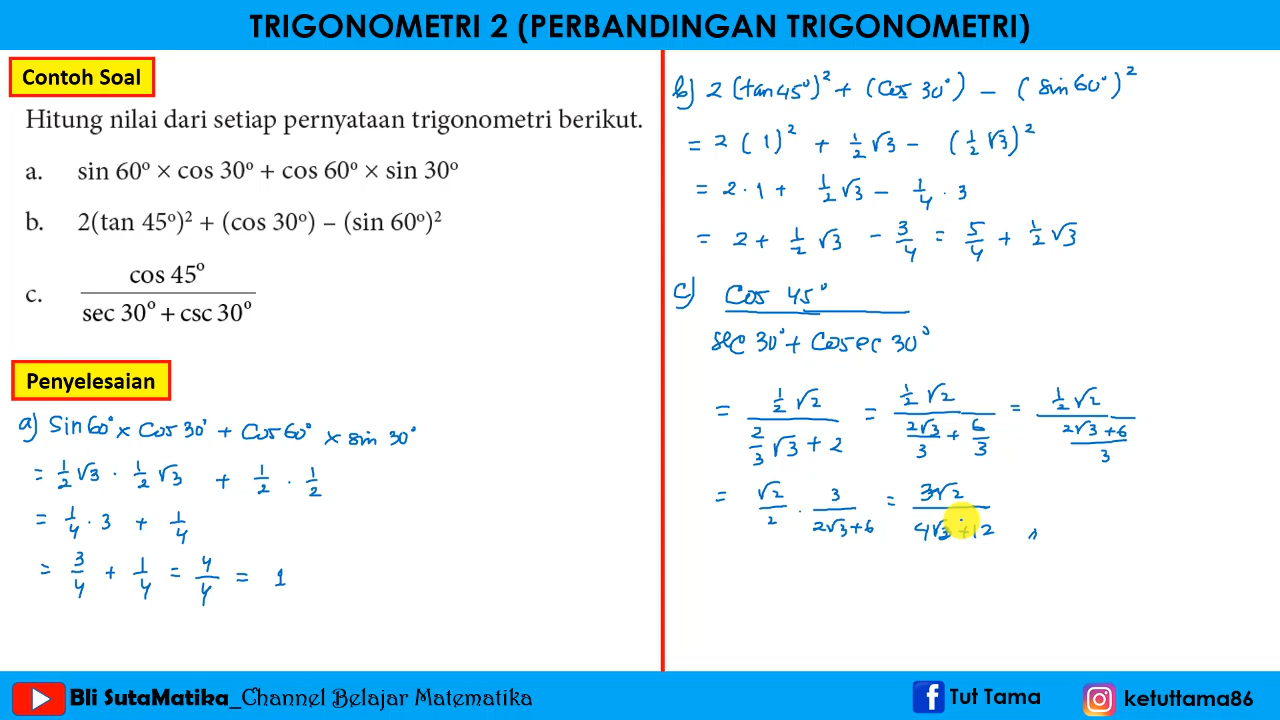 TRIGONOMETRI 2 (PERBANDINGAN TRIGONOMETRI)
Contoh Soal
Hitung nilai dari setiap pernyataan trigonometri berikut.
a. sin 60° × cos 30° + cos 60° × sin 30°
b. 2(tan 45°)² + (cos 30°) – (sin 60°)²
c. cos 45° / (sec 30° + csc 30°)
Penyelesaian
a) Sin 60° × Cos 30° + Cos 60° × sin 30°
= 1/2 √3 · 1/2 √3 + 1/2 · 1/2
= 1/4 · 3 + 1/4
= 3/4 + 1/4 = 4/4 = 1
b) 2 (tan 45°)² + (Cos 30°) – (sin 60°)²
= 2 (1)² + 1/2 √3 – (1/2 √3)²
= 2 · 1 + 1/2 √3 – 1/4 · 3
= 2 + 1/2 √3 – 3/4 = 5/4 + 1/2 √3
c) Cos 45°
sec 30° + Cosec 30°
= (1/2 √2) / (2/3 √3 + 2) = (1/2 √2) / (2√3/3 + 6/3) = (1/2 √2) / ((2√3 + 6)/3)
= √2/2 · 3/(2√3 + 6) = 3√2/(4√3 + 12)
Bli SutaMatika_Channel Belajar Matematika
Tut Tama
ketuttama86